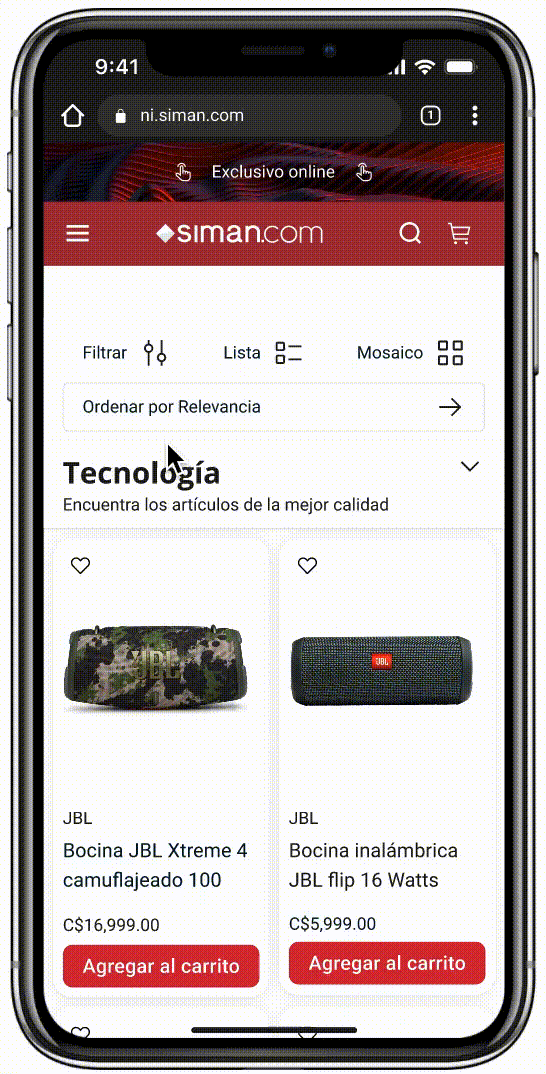 9:41
ni.siman.com
1
Exclusivo online
siman.com
Filtrar Lista Mosaico
Ordenar por Relevancia
Tecnología
Encuentra los artículos de la mejor calidad
JBL
JBL
JBL
Bocina JBL Xtreme 4
camuflajeado 100
C$16,999.00
Agregar al carrito
JBL
Bocina inalámbrica
JBL flip 16 Watts
C$5,999.00
Agregar al carrito